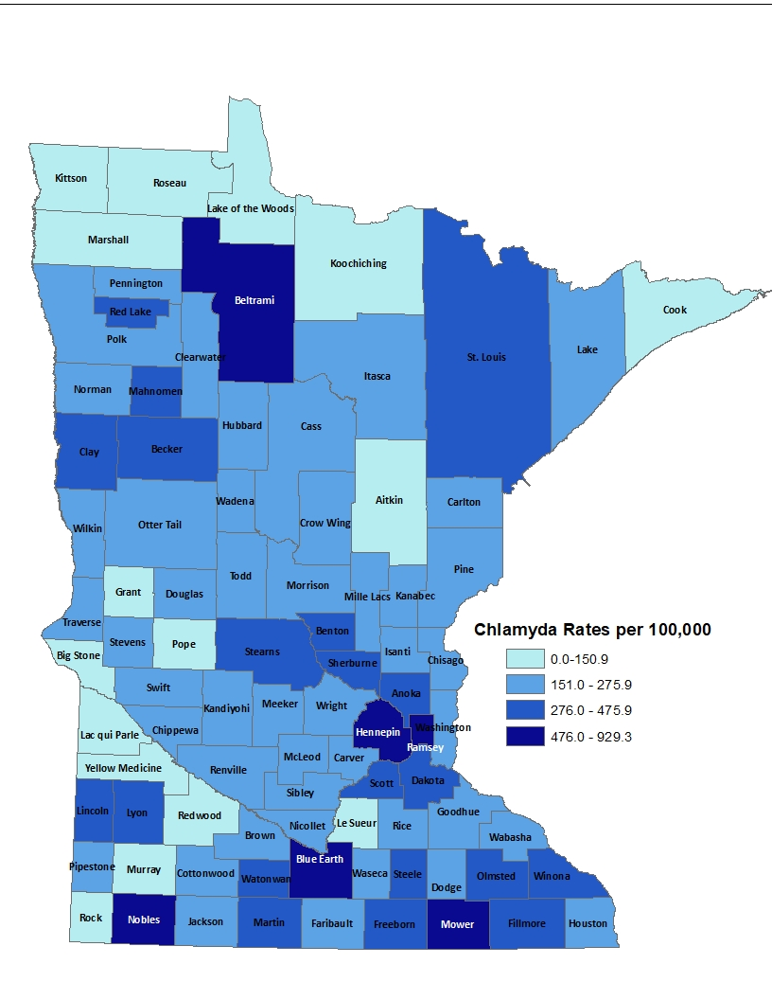 Kittson
Roseau
Lake of the Woods
Marshall
Koochiching
Pennington
Beltrami
Red Lake
Cook
Polk
Clearwater
St. Louis
Lake
Itasca
Norman
Mahnomen
Hubbard
Cass
Clay
Becker
Aitkin
Wadena
Carlton
Crow Wing
Wilkin
Otter Tail
Pine
Todd
Morrison
Grant
Douglas
Mille Lacs
Kanabec
Traverse
Benton
Stevens
Pope
Stearns
Isanti
Big Stone
Sherburne
Chisago
Swift
Anoka
Kandiyohi
Meeker
Wright
Washington
Chippewa
Hennepin
Lac qui Parle
Ramsey
McLeod
Carver
Yellow Medicine
Renville
Scott
Dakota
Sibley
Lincoln
Lyon
Redwood
Goodhue
Nicollet
Le Sueur
Rice
Brown
Wabasha
Blue Earth
Pipestone
Murray
Cottonwood
Watonwan
Waseca
Steele
Dodge
Olmsted
Winona
Rock
Nobles
Jackson
Martin
Faribault
Freeborn
Mower
Fillmore
Houston
Chlamyda Rates per 100,000
0.0-150.9
151.0 - 275.9
276.0 - 475.9
476.0 - 929.3